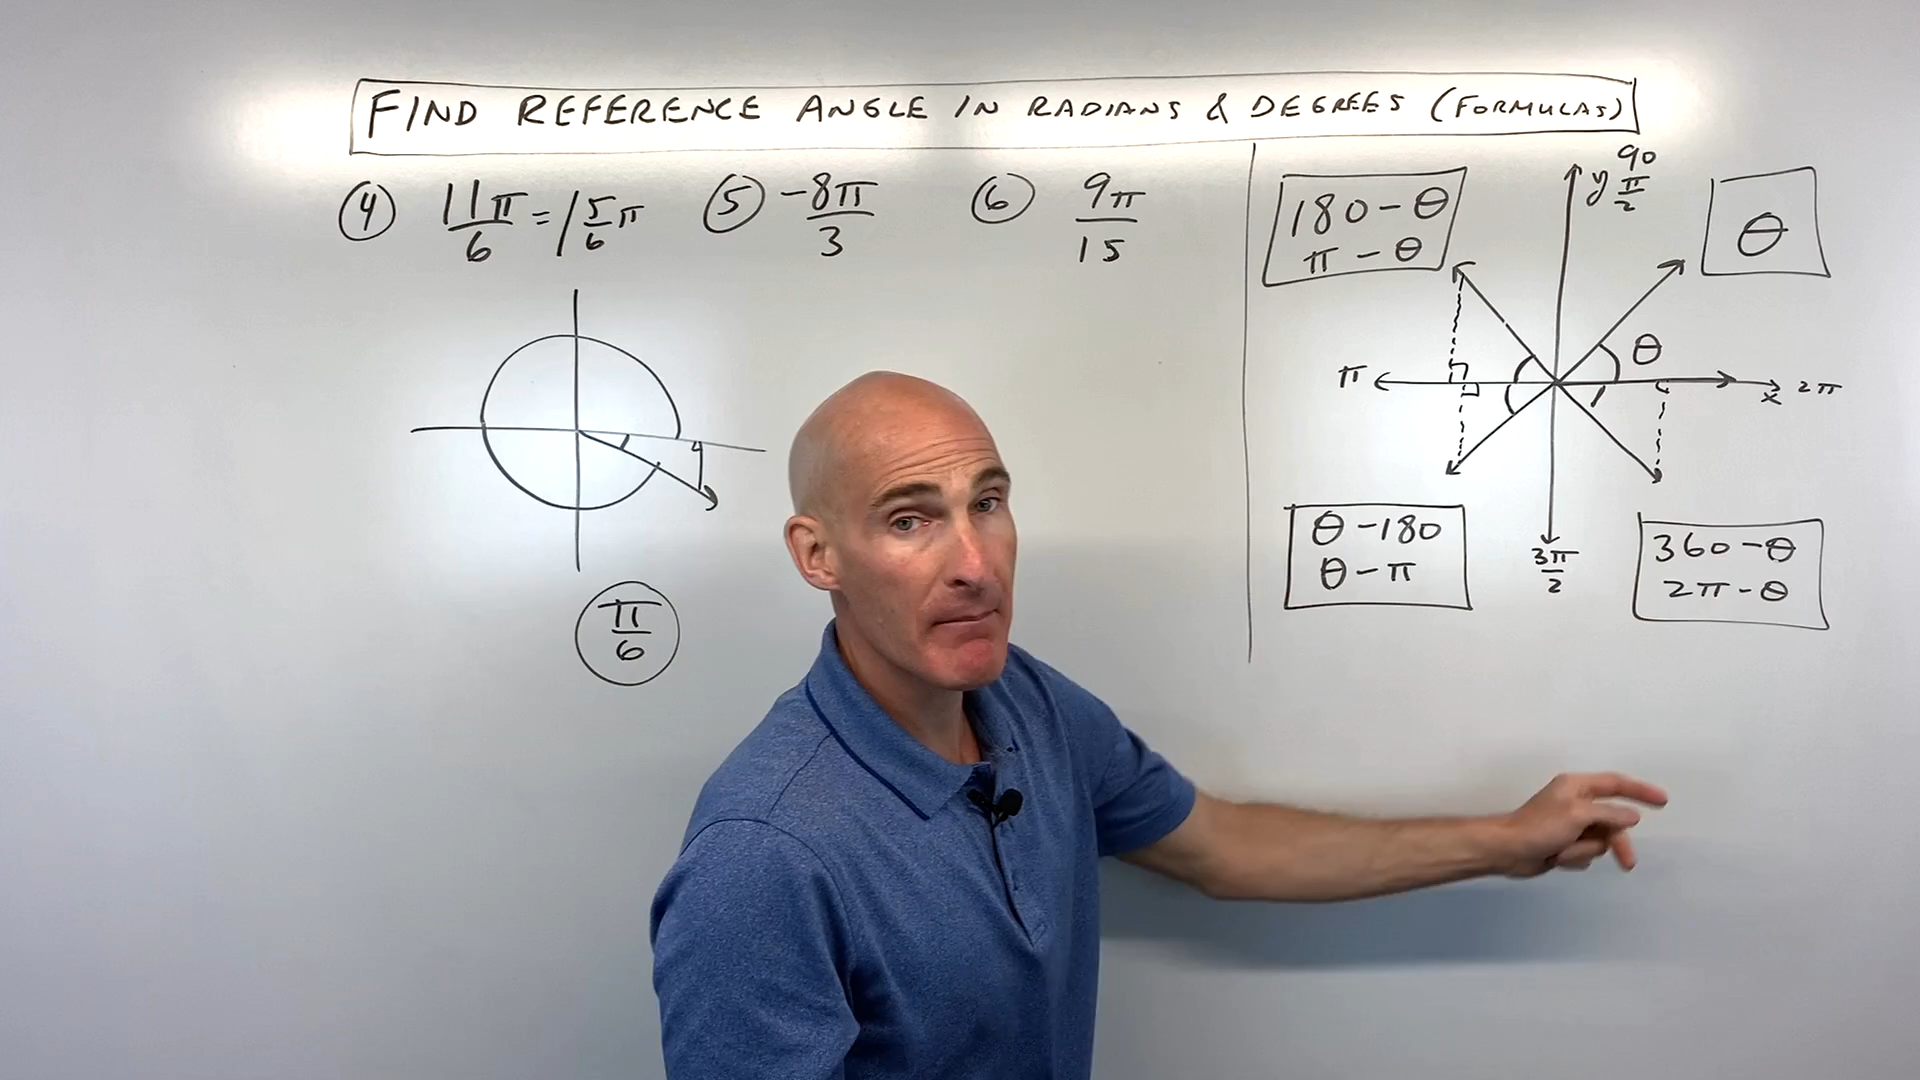 FIND REFERENCE ANGLE IN RADIANS & DEGREES (FORMULAS)
④ 11π/6 = 1 5/6 π
⑤ -8π/3
⑥ 9π/15
π/6
180-θ
π-θ
y
90
π/2
θ
θ
π
x
2π
θ-180
θ-π
3π/2
360-θ
2π-θ